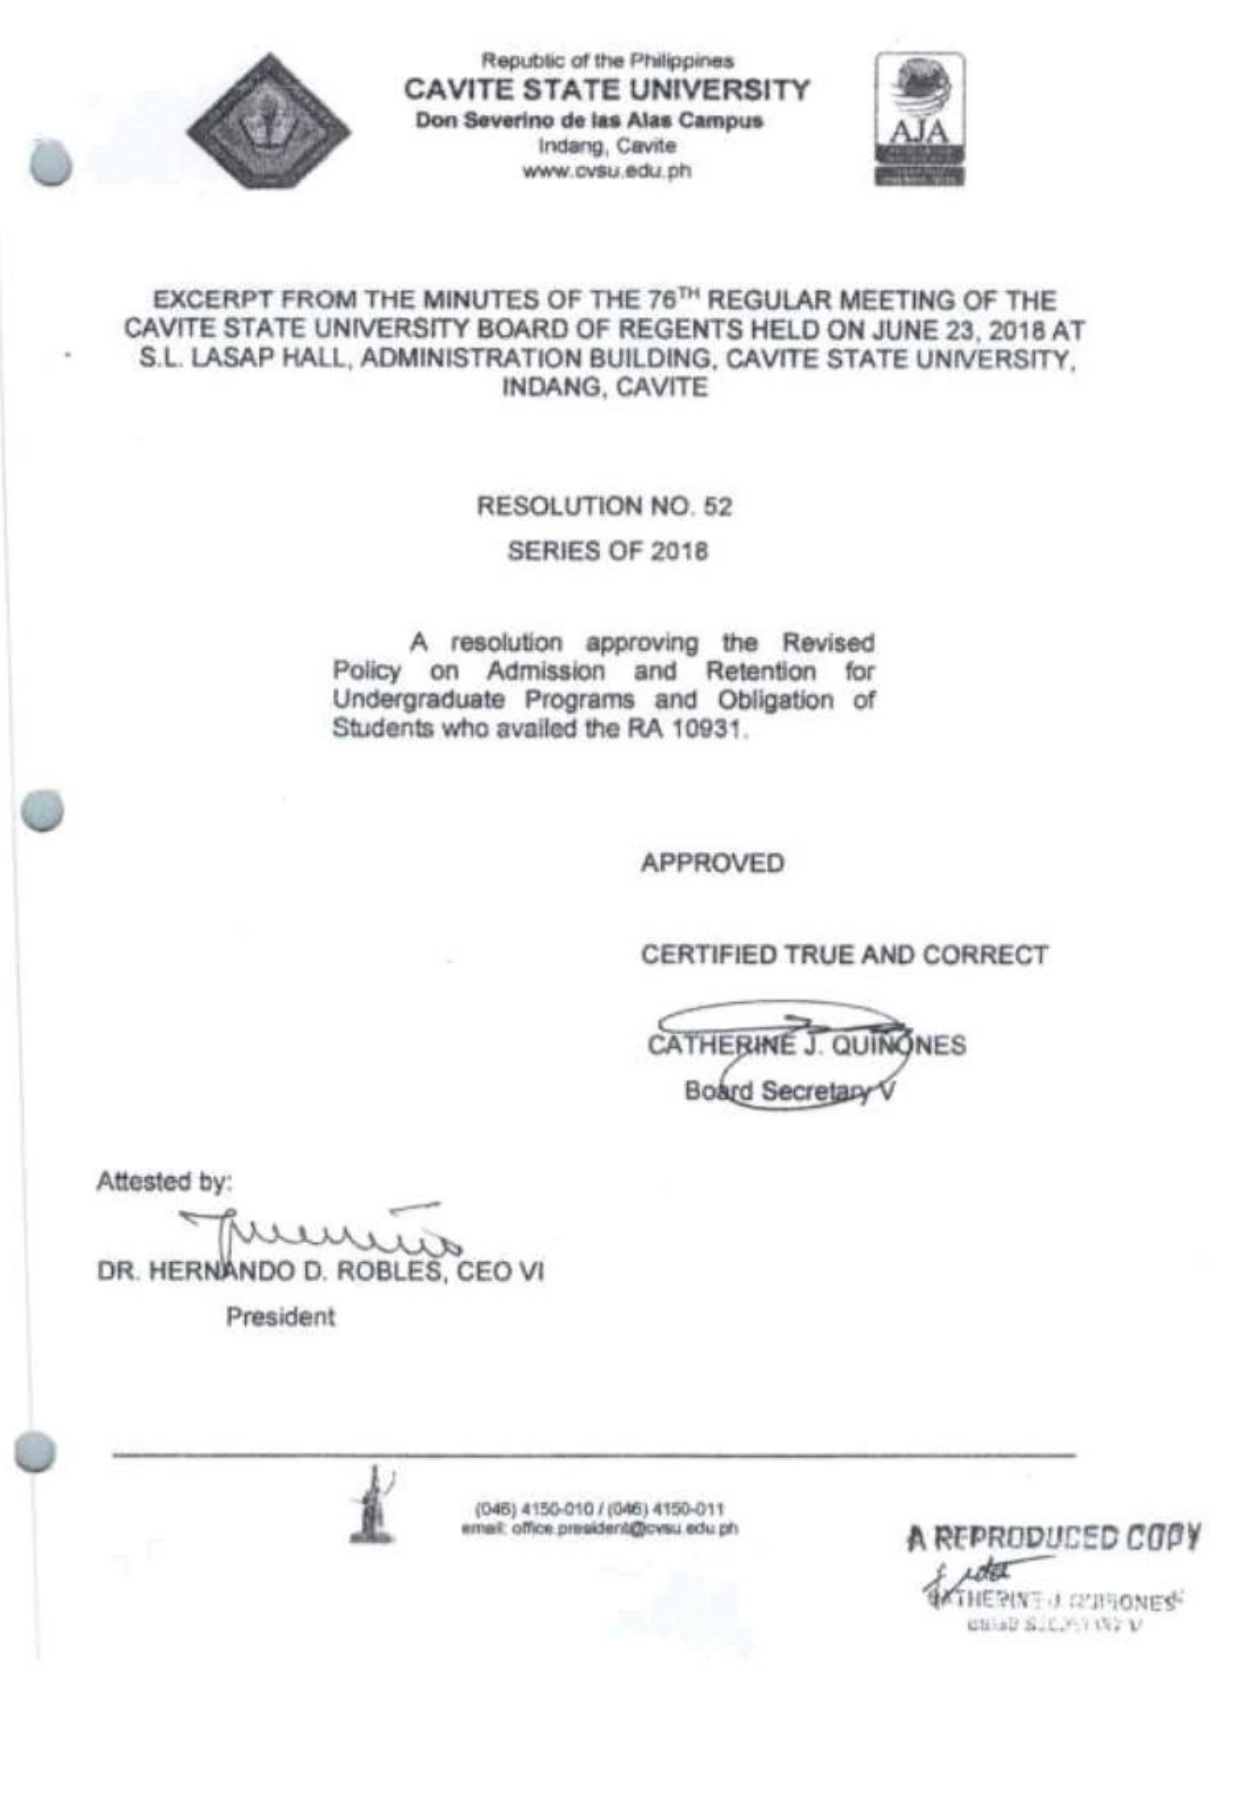 Republic of the Philippines
CAVITE STATE UNIVERSITY
Don Severino de las Alas Campus
Indang, Cavite
www.cvsu.edu.ph
AJA
EXCERPT FROM THE MINUTES OF THE 76TH REGULAR MEETING OF THE
CAVITE STATE UNIVERSITY BOARD OF REGENTS HELD ON JUNE 23, 2018 AT
S.L. LASAP HALL, ADMINISTRATION BUILDING, CAVITE STATE UNIVERSITY,
INDANG, CAVITE
RESOLUTION NO. 52
SERIES OF 2018
A resolution approving the Revised
Policy on Admission and Retention for
Undergraduate Programs and Obligation of
Students who availed the RA 10931.
APPROVED
CERTIFIED TRUE AND CORRECT
CATHERINE J. QUIÑONES
Board Secretary V
Attested by:
DR. HERNANDO D. ROBLES, CEO VI
President
(046) 4150-010 / (046) 4150-011
email: office.president@cvsu.edu.ph
A REPRODUCED COPY
CATHERINE J. QUIÑONES